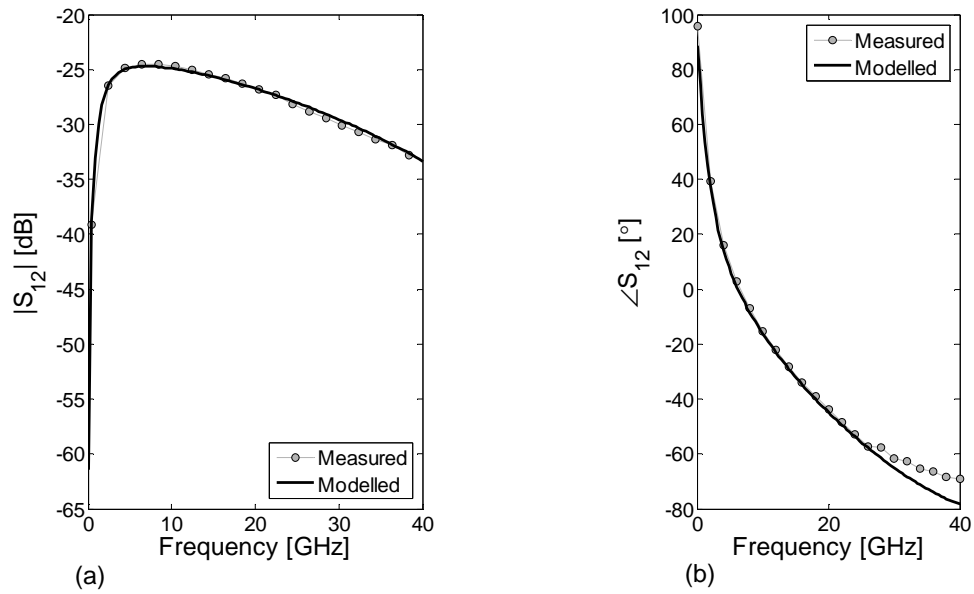 -20
-25
-30
-35
-40
-45
-50
-55
-60
-65
|S12| [dB]
0 10 20 30 40
Frequency [GHz]
Measured
Modelled
(a)
100
80
60
40
20
0
-20
-40
-60
-80
∠S12 [°]
0 20 40
Frequency [GHz]
Measured
Modelled
(b)